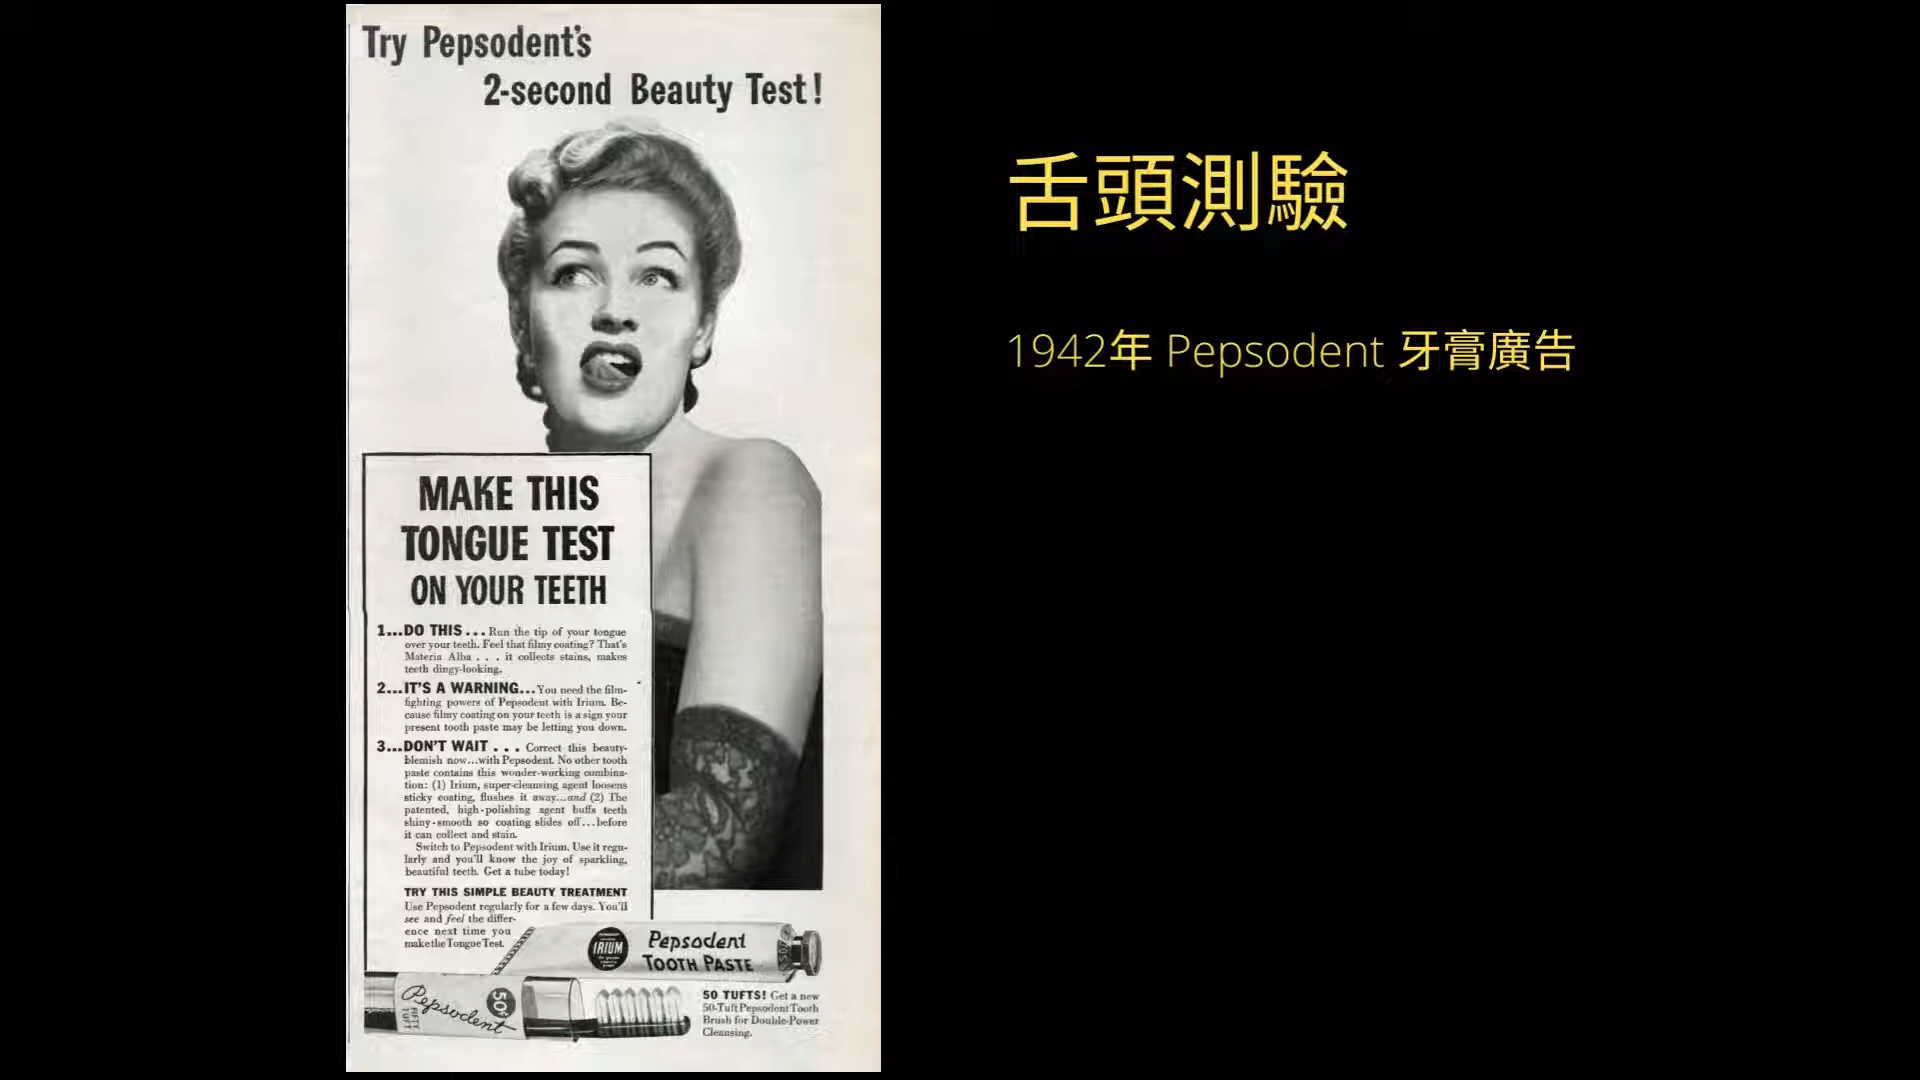 Try Pepsodent's
2-second Beauty Test!
MAKE THIS
TONGUE TEST
ON YOUR TEETH
1...DO THIS... Run the tip of your tongue
over your teeth. Feel that filmy coating? That's
Materia Alba . . . it collects stains, makes
teeth dingy-looking.
2...IT'S A WARNING...You need the film-
fighting powers of Pepsodent with Irium. Be-
cause filmy coating on your teeth is a sign your
present tooth paste may be letting you down.
3...DON'T WAIT . . . Correct this beauty-
blemish now...with Pepsodent. No other tooth
paste contains this wonder-working combina-
tion: (1) Irium, super-cleansing agent loosens
sticky coating, flushes it away...and (2) The
patented, high-polishing agent buffs teeth
shiny-smooth so coating slides off...before
it can collect and stain.
Switch to Pepsodent with Irium. Use it regu-
larly and you'll know the joy of sparkling,
beautiful teeth. Get a tube today!
TRY THIS SIMPLE BEAUTY TREATMENT
Use Pepsodent regularly for a few days. You'll
see and feel the differ-
ence next time you
make the Tongue Test.
IRIUM
Pepsodent
TOOTH PASTE
Pepsodent
50
FIFTY
TUFT
50 TUFTS! Get a new
50-Tuft Pepsodent Tooth
Brush for Double-Power
Cleansing.
舌頭測驗
1942年 Pepsodent 牙膏廣告